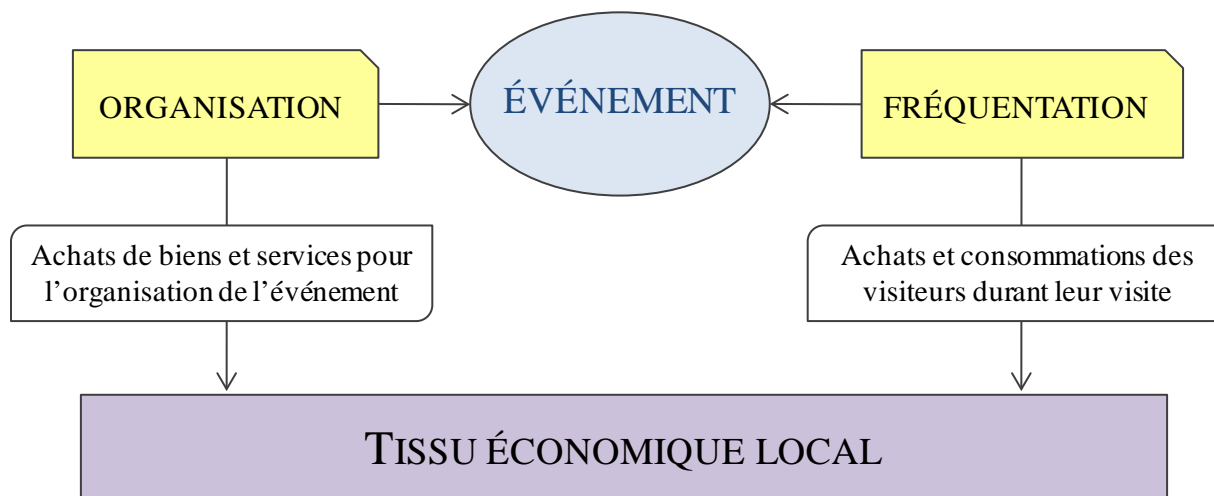 ORGANISATION
ÉVÉNEMENT
FRÉQUENTATION
Achats de biens et services pour
l’organisation de l’événement
Achats et consommations des
visiteurs durant leur visite
TISSU ÉCONOMIQUE LOCAL